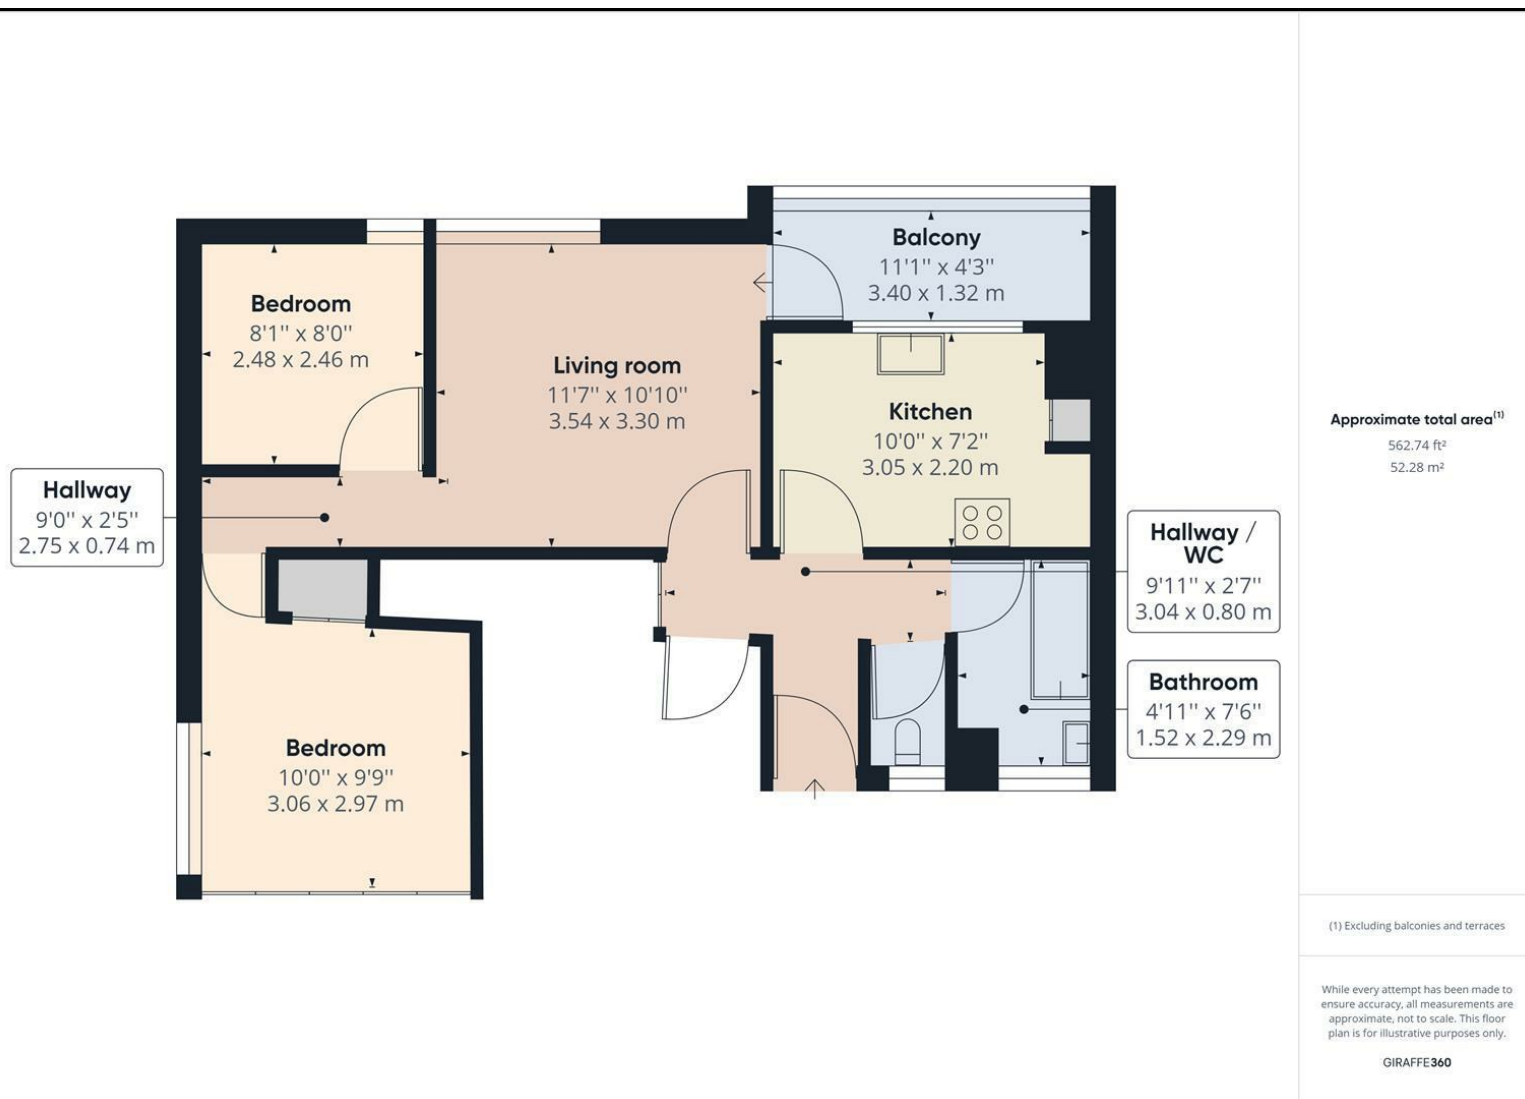 Balcony
11'1'' x 4'3''
3.40 x 1.32 m
Bedroom
8'1'' x 8'0''
2.48 x 2.46 m
Living room
11'7'' x 10'10''
3.54 x 3.30 m
Kitchen
10'0'' x 7'2''
3.05 x 2.20 m
Hallway
9'0'' x 2'5''
2.75 x 0.74 m
Hallway /
WC
9'11'' x 2'7''
3.04 x 0.80 m
Bathroom
4'11'' x 7'6''
1.52 x 2.29 m
Bedroom
10'0'' x 9'9''
3.06 x 2.97 m
Approximate total area(1)
562.74 ft²
52.28 m²
(1) Excluding balconies and terraces
While every attempt has been made to
ensure accuracy, all measurements are
approximate, not to scale. This floor
plan is for illustrative purposes only.
GIRAFFE360